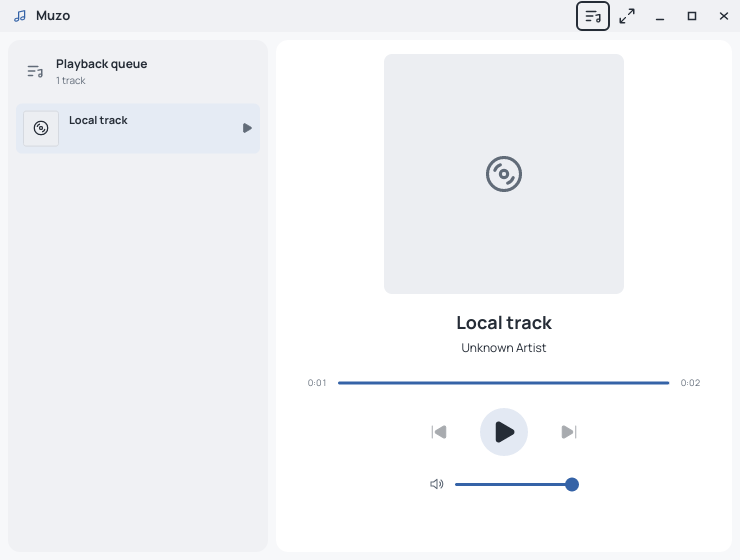 Muzo
Playback queue
1 track
Local track
Local track
Unknown Artist
0:01
0:02